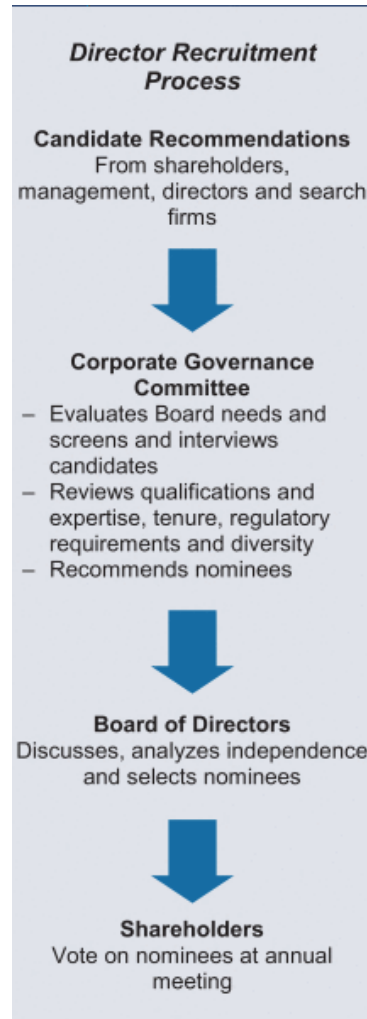 Director Recruitment
Process
Candidate Recommendations
From shareholders,
management, directors and search
firms
Corporate Governance
Committee
– Evaluates Board needs and
screens and interviews
candidates
– Reviews qualifications and
expertise, tenure, regulatory
requirements and diversity
– Recommends nominees
Board of Directors
Discusses, analyzes independence
and selects nominees
Shareholders
Vote on nominees at annual
meeting